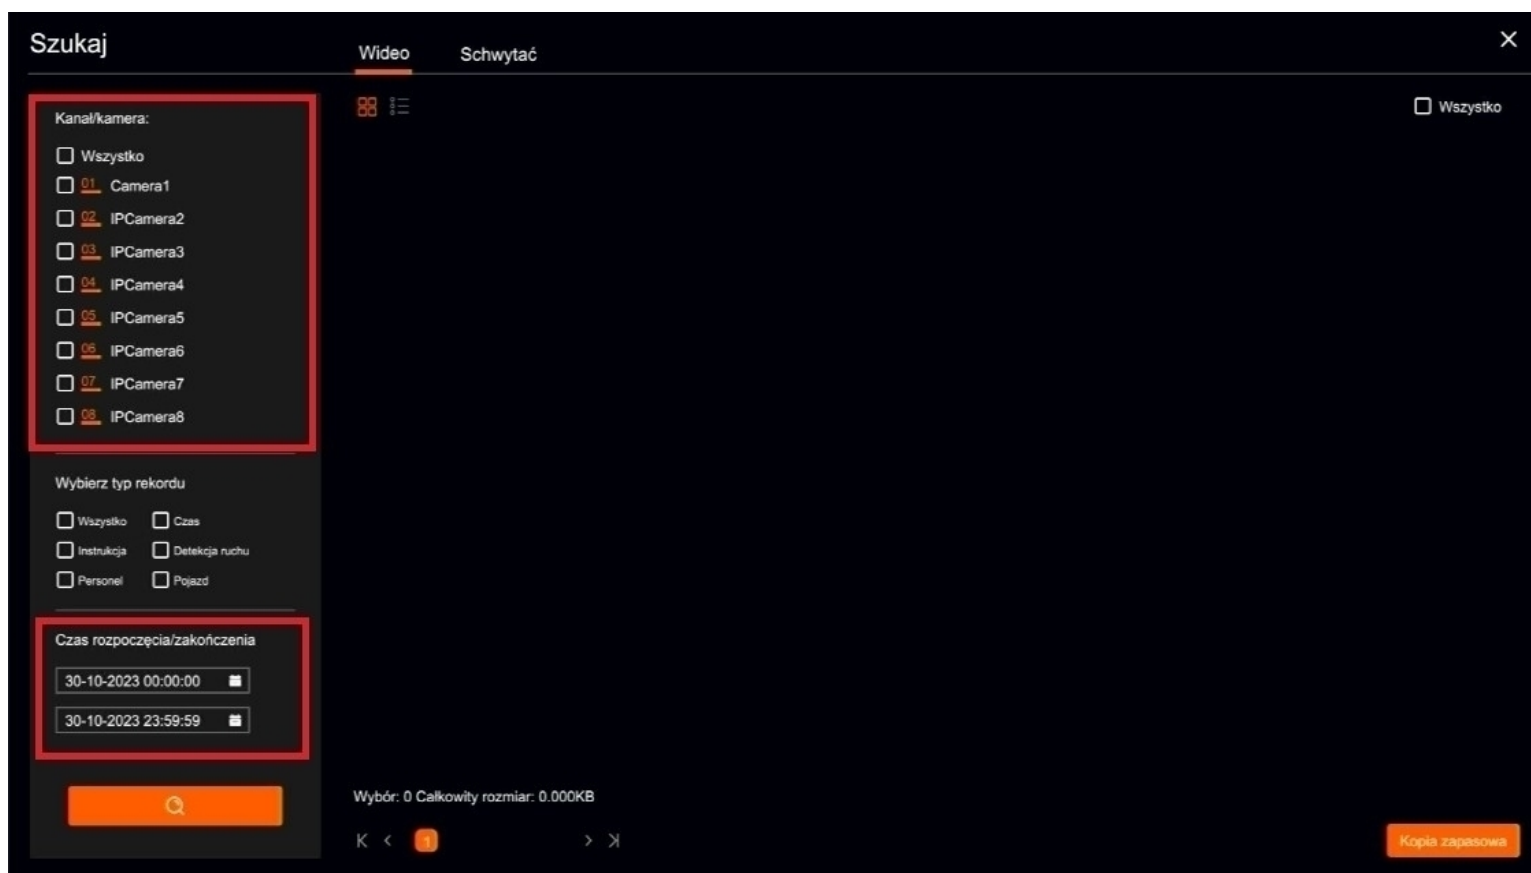 Szukaj
Wideo
Schwytać
Kanał/kamera:
Wszystko
01 Camera1
02 IPCamera2
03 IPCamera3
04 IPCamera4
05 IPCamera5
06 IPCamera6
07 IPCamera7
08 IPCamera8
Wybierz typ rekordu
Wszystko Czas
Instrukcja Detekcja ruchu
Personel Pojazd
Czas rozpoczęcia/zakończenia
30-10-2023 00:00:00
30-10-2023 23:59:59
Wszystko
Wybór: 0 Całkowity rozmiar: 0.000KB
1
Kopia zapasowa